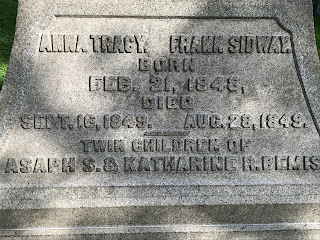 ANNA TRACY. FRANK SIDWAY.
BORN
FEB. 21, 1848,
DIED
SEPT. 16, 1849. AUG. 28, 1849.
TWIN CHILDREN OF
ASAPH S. & KATHARINE R. BEMIS